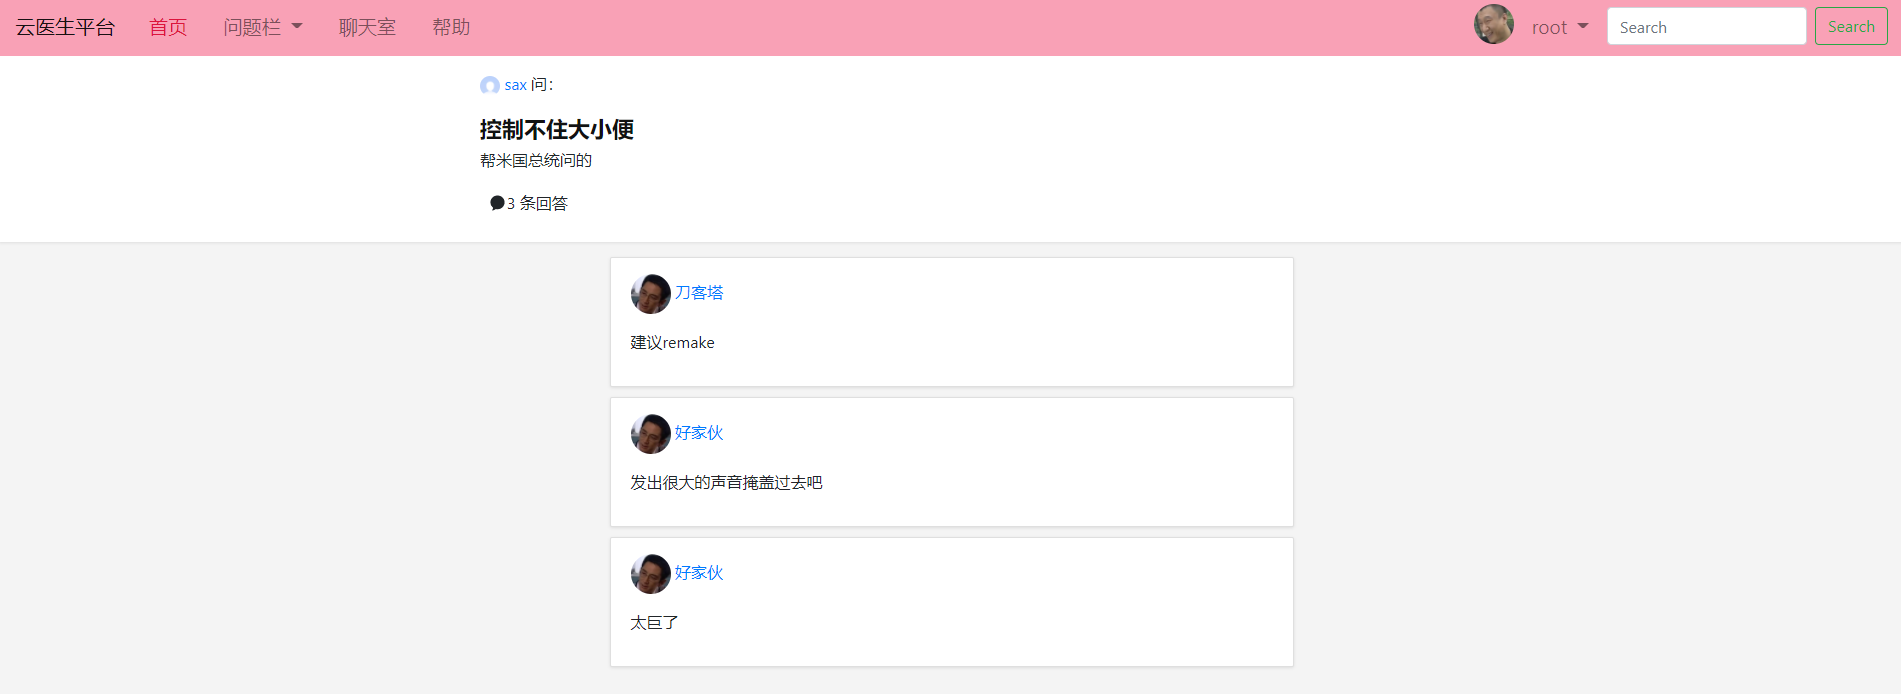 云医生平台 首页 问题栏 聊天室 帮助 root Search Search
sax 问：
控制不住大小便
帮米国总统问的
3 条回答
刀客塔
建议remake
好家伙
发出很大的声音掩盖过去吧
好家伙
太巨了